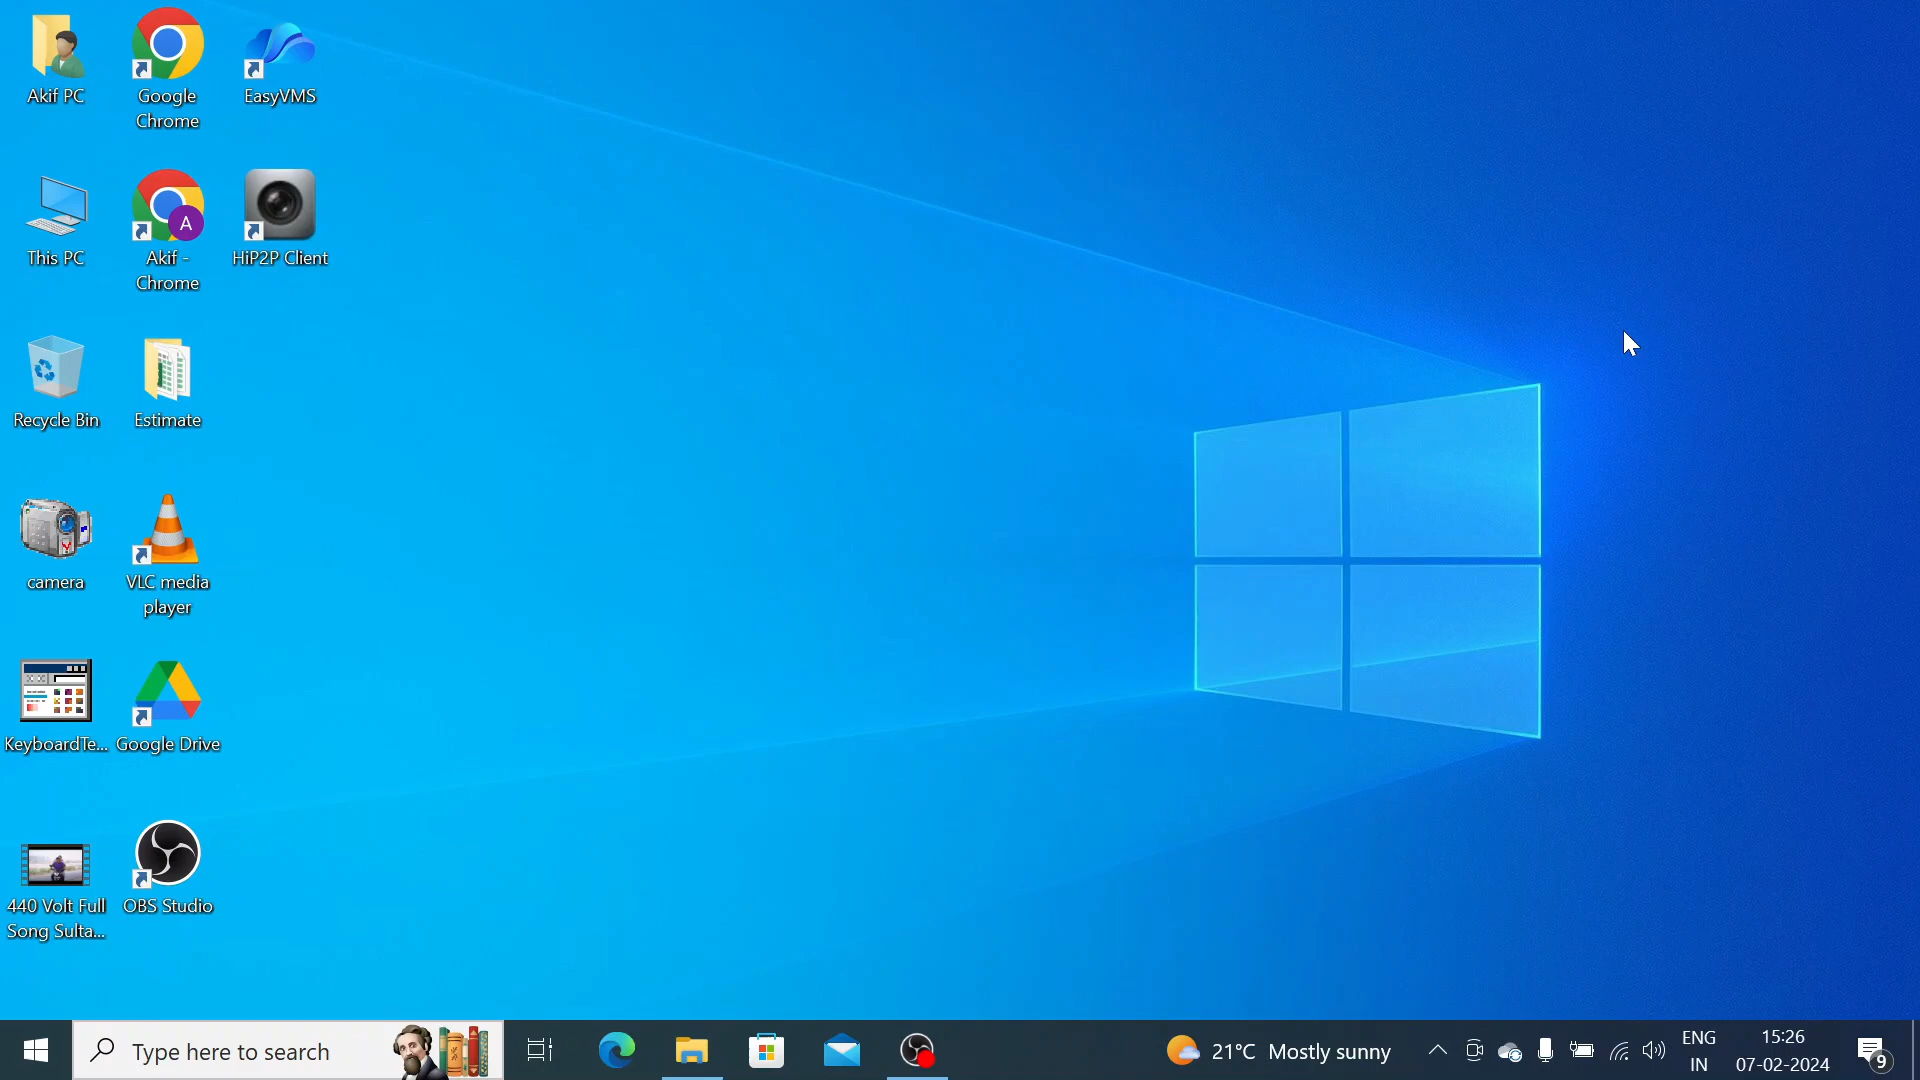 Akif PC
Google
Chrome
EasyVMS
This PC
A
Akif -
Chrome
HiP2P Client
Recycle Bin
Estimate
camera
VLC media
player
KeyboardTe...
Google Drive
440 Volt Full
Song Sulta...
OBS Studio
Type here to search
21°C Mostly sunny
ENG
IN
15:26
07-02-2024
9